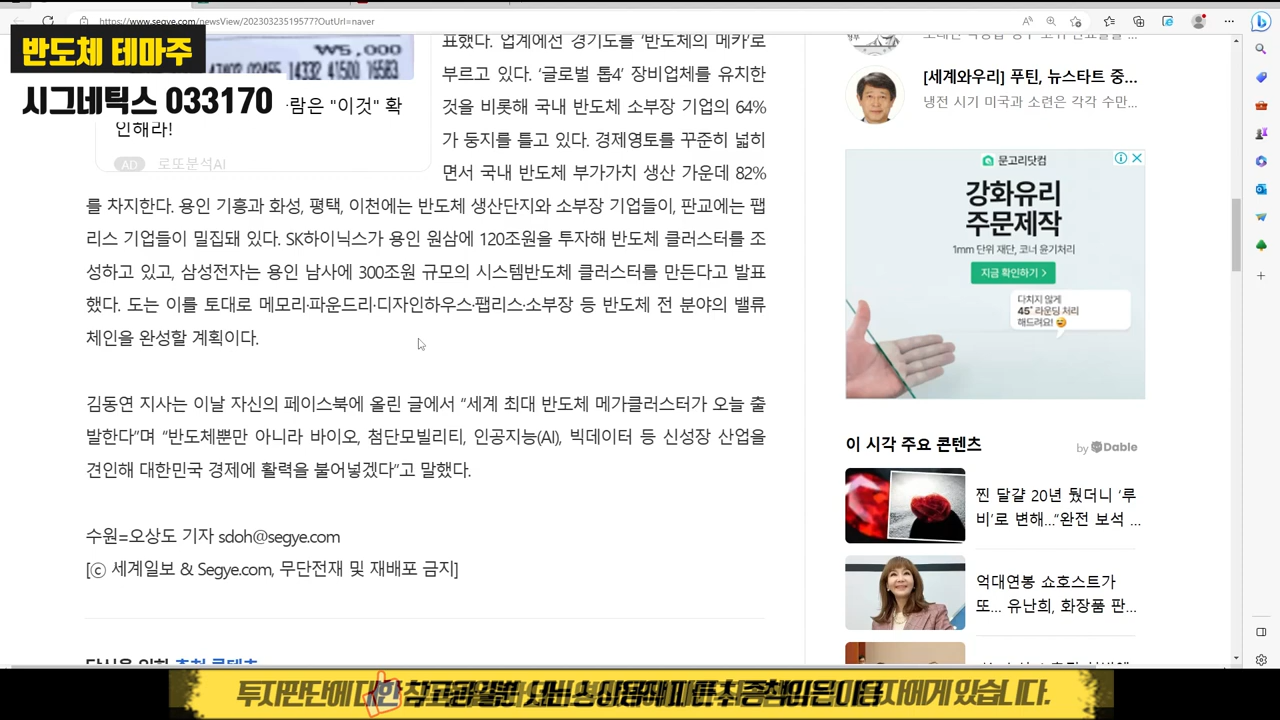 https://www.segye.com/newsView/20230323519577?OutUrl=naver
반도체 테마주
시그네틱스 033170
₩5,000
람은 "이것" 확
인해라!
AD 로또분석AI
표했다. 업계에선 경기도를 ‘반도체의 메카’로
부르고 있다. ‘글로벌 톱4’ 장비업체를 유치한
것을 비롯해 국내 반도체 소부장 기업의 64%
가 둥지를 틀고 있다. 경제영토를 꾸준히 넓히
면서 국내 반도체 부가가치 생산 가운데 82%
를 차지한다. 용인 기흥과 화성, 평택, 이천에는 반도체 생산단지와 소부장 기업들이, 판교에는 팹
리스 기업들이 밀집돼 있다. SK하이닉스가 용인 원삼에 120조원을 투자해 반도체 클러스터를 조
성하고 있고, 삼성전자는 용인 남사에 300조원 규모의 시스템반도체 클러스터를 만든다고 발표
했다. 도는 이를 토대로 메모리·파운드리·디자인하우스·팹리스·소부장 등 반도체 전 분야의 밸류
체인을 완성할 계획이다.
김동연 지사는 이날 자신의 페이스북에 올린 글에서 “세계 최대 반도체 메가클러스터가 오늘 출
발한다”며 “반도체뿐만 아니라 바이오, 첨단모빌리티, 인공지능(AI), 빅데이터 등 신성장 산업을
견인해 대한민국 경제에 활력을 불어넣겠다”고 말했다.
수원=오상도 기자 sdoh@segye.com
[ⓒ 세계일보 & Segye.com, 무단전재 및 재배포 금지]
[세계와우리] 푸틴, 뉴스타트 중...
냉전 시기 미국과 소련은 각각 수만...
문고리닷컴
강화유리
주문제작
1mm 단위 재단, 코너 윤기처리
지금 확인하기 >
다치지 않게
45° 라운딩 처리
해드려요!
이 시각 주요 콘텐츠
by Dable
찐 달걀 20년 뒀더니 ‘루
비’로 변해...“완전 보석 ...
억대연봉 쇼호스트가
또... 유난희, 화장품 판...
투자판단에
자에게 있습니다.